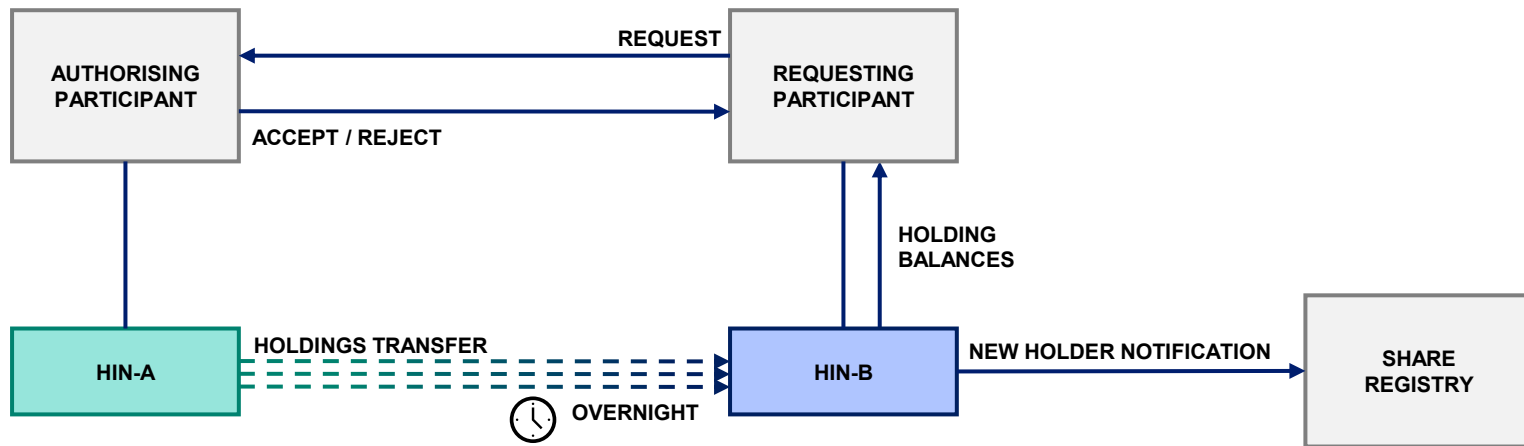 REQUEST
AUTHORISING
PARTICIPANT
REQUESTING
PARTICIPANT
ACCEPT / REJECT
HOLDING
BALANCES
HOLDINGS TRANSFER
HIN-A
HIN-B
NEW HOLDER NOTIFICATION
SHARE
REGISTRY
OVERNIGHT